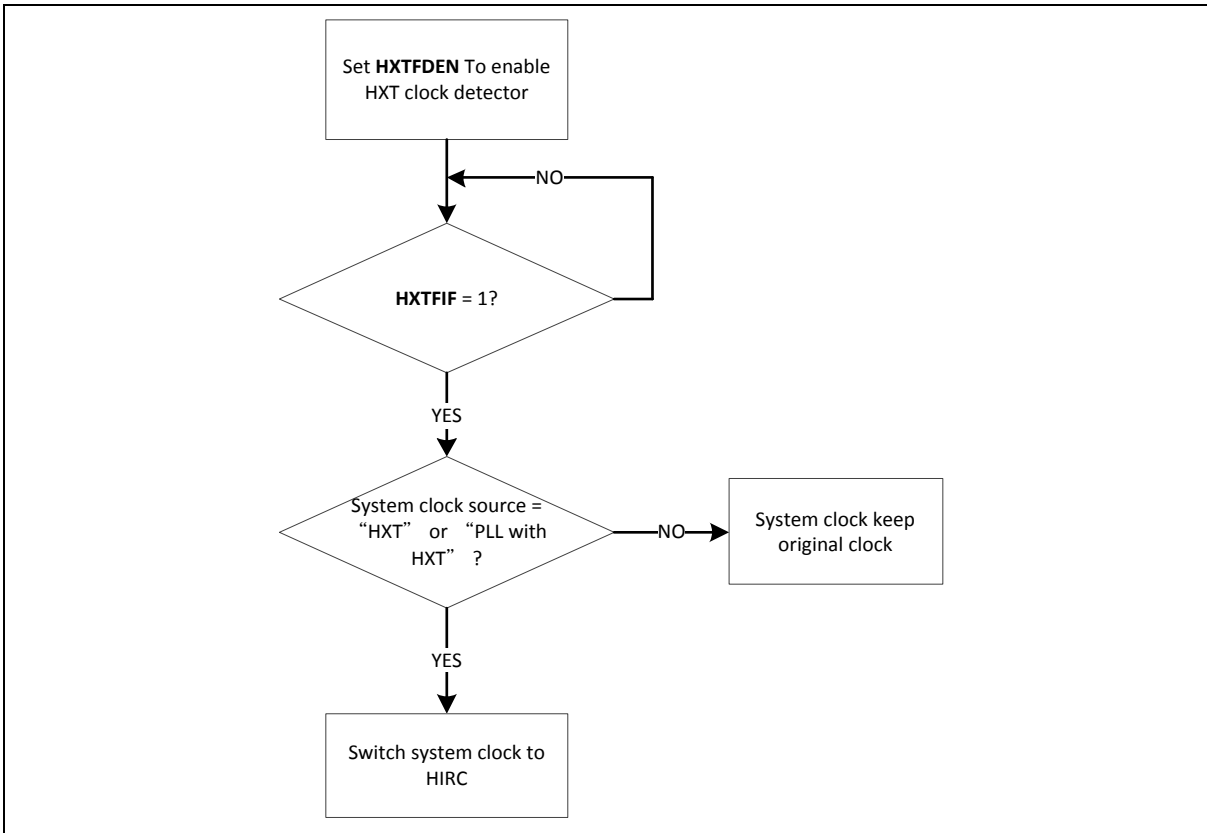 Set HXTFDEN To enable
HXT clock detector
NO
HXTFIF = 1?
YES
System clock source =
“HXT” or “PLL with
HXT” ?
NO
System clock keep
original clock
YES
Switch system clock to
HIRC